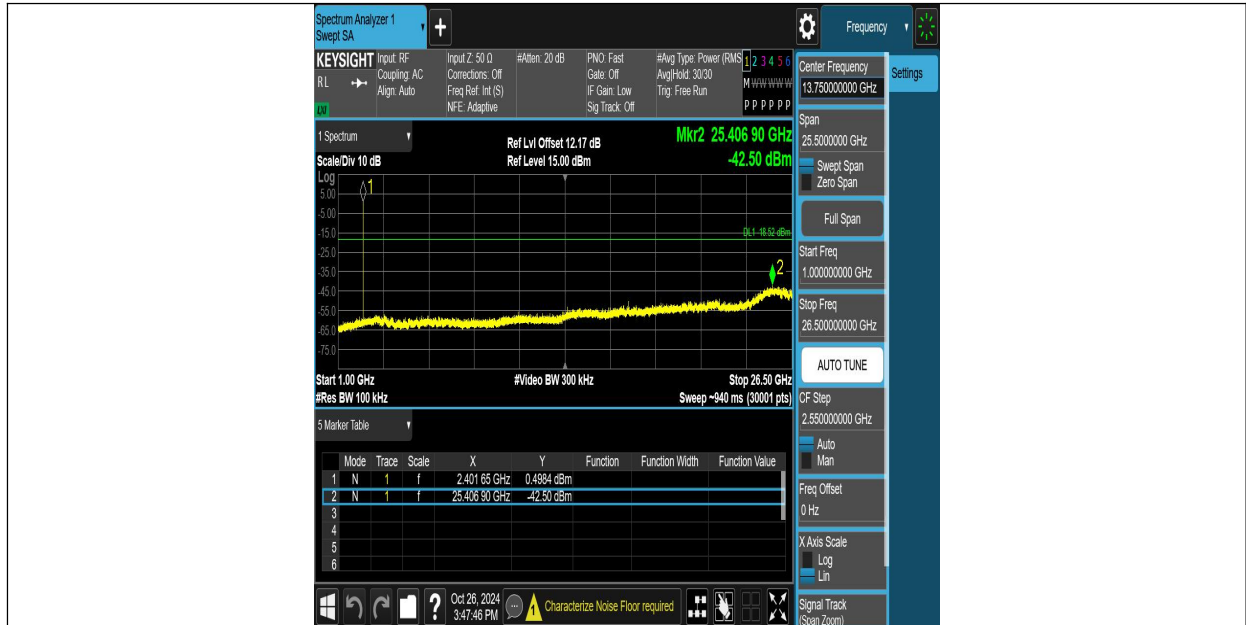 Spectrum Analyzer 1
Swept SA
+
Frequency
KEYSIGHT
RL
LXI
Input: RF
Coupling: AC
Align: Auto
Input Z: 50 Ω
Corrections: Off
Freq Ref: Int (S)
NFE: Adaptive
#Atten: 20 dB
PNO: Fast
Gate: Off
IF Gain: Low
Sig Track: Off
#Avg Type: Power (RMS
Avg|Hold: 30/30
Trig: Free Run
1 2 3 4 5 6
M W W W W W
P P P P P P
1 Spectrum
Scale/Div 10 dB
Ref Lvl Offset 12.17 dB
Ref Level 15.00 dBm
Mkr2 25.406 90 GHz
-42.50 dBm
Log
5.00
-5.00
-15.0
-25.0
-35.0
-45.0
-55.0
-65.0
-75.0
1
DL1 -18.52 dBm
2
Start 1.00 GHz
#Video BW 300 kHz
Stop 26.50 GHz
#Res BW 100 kHz
Sweep ~940 ms (30001 pts)
5 Marker Table
Mode Trace Scale X Y Function Function Width Function Value
1 N 1 f 2.401 65 GHz 0.4984 dBm
2 N 1 f 25.406 90 GHz -42.50 dBm
3
4
5
6
?
Oct 26, 2024
3:47:46 PM
1 Characterize Noise Floor required
Center Frequency
13.750000000 GHz
Settings
Span
25.5000000 GHz
Swept Span
Zero Span
Full Span
Start Freq
1.000000000 GHz
Stop Freq
26.500000000 GHz
AUTO TUNE
CF Step
2.550000000 GHz
Auto
Man
Freq Offset
0 Hz
X Axis Scale
Log
Lin
Signal Track
(Span Zoom)